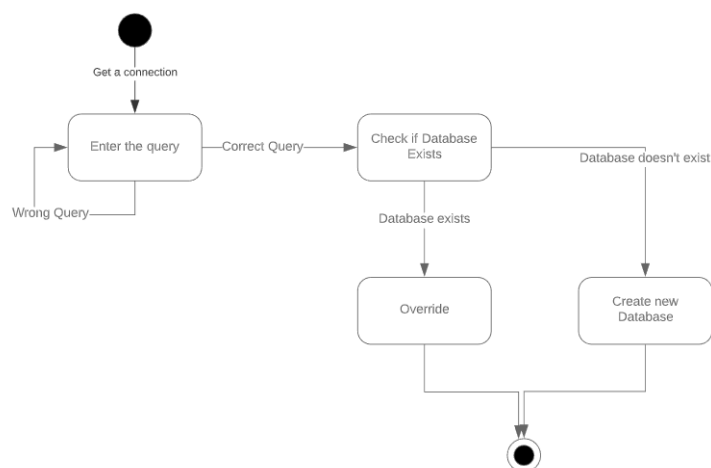 Get a connection
Enter the query
Correct Query
Check if Database
Exists
Database doesn't exist
Wrong Query
Database exists
Override
Create new
Database